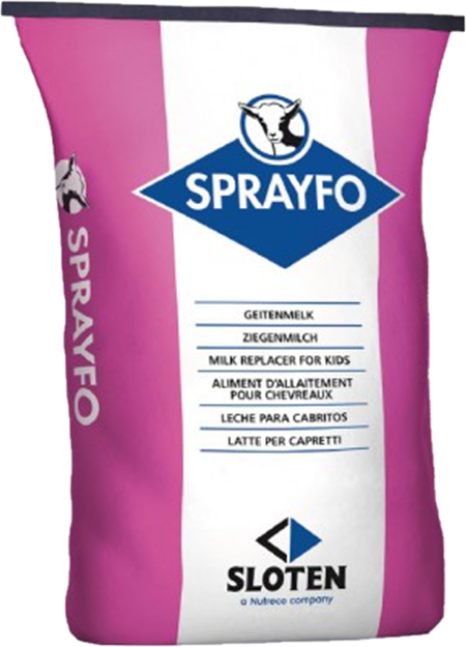 SPRAYFO
SPRAYFO
GEITENMELK
ZIEGENMILCH
MILK REPLACER FOR KIDS
ALIMENT D'ALLAITEMENT
POUR CHEVREAUX
LECHE PARA CABRITOS
LATTE PER CAPRETTI
SLOTEN
a Nutreco company